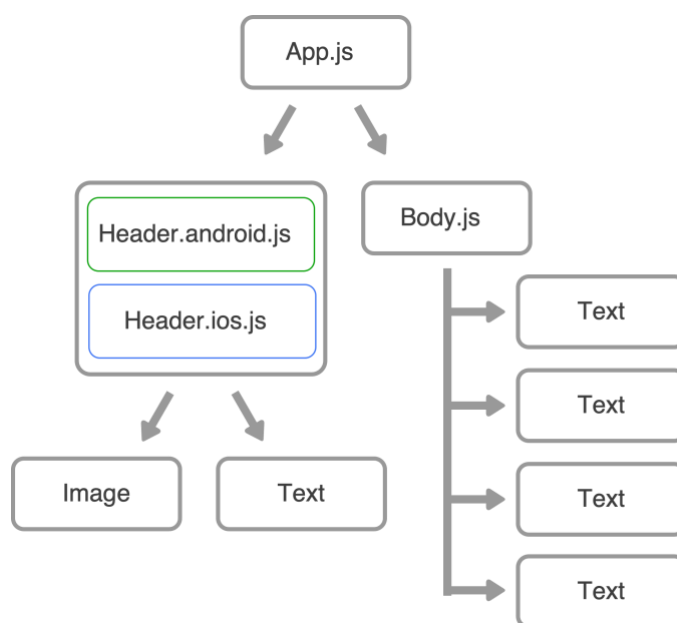 App.js
Header.android.js
Body.js
Header.ios.js
Text
Text
Image
Text
Text
Text